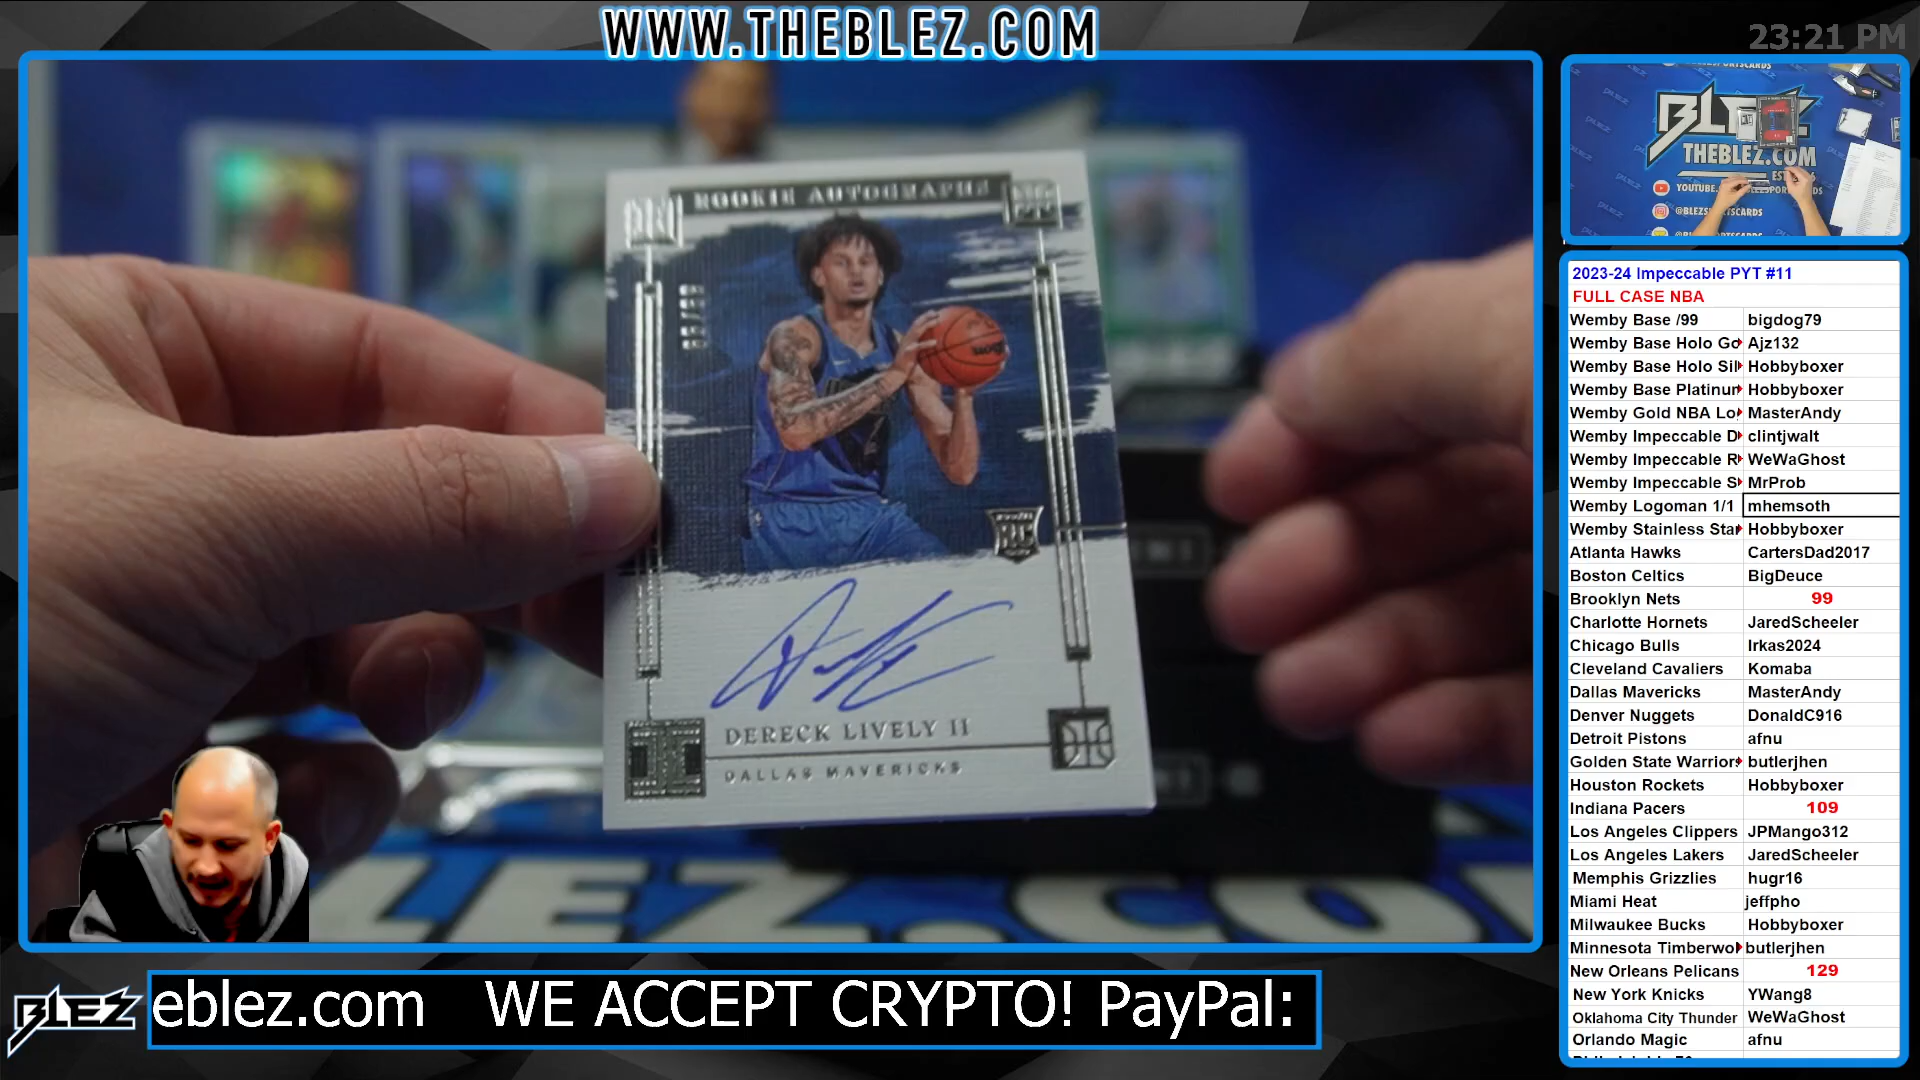 WWW.THEBLEZ.COM
23:21 PM
ROOKIE AUTOGRAPHS
RC
DERECK LIVELY II
DALLAS MAVERICKS
BLEZ
THEBLEZ.COM
2023-24 Impeccable PYT #11
FULL CASE NBA
Wemby Base /99 bigdog79
Wemby Base Holo Go Ajz132
Wemby Base Holo Sil Hobbyboxer
Wemby Base Platinum Hobbyboxer
Wemby Gold NBA Lo MasterAndy
Wemby Impeccable D clintjwalt
Wemby Impeccable R WeWaGhost
Wemby Impeccable S MrProb
Wemby Logoman 1/1 mhemsoth
Wemby Stainless Star Hobbyboxer
Atlanta Hawks CartersDad2017
Boston Celtics BigDeuce
Brooklyn Nets 99
Charlotte Hornets JaredScheeler
Chicago Bulls Irkas2024
Cleveland Cavaliers Komaba
Dallas Mavericks MasterAndy
Denver Nuggets DonaldC916
Detroit Pistons afnu
Golden State Warriors butlerjhen
Houston Rockets Hobbyboxer
Indiana Pacers 109
Los Angeles Clippers JPMango312
Los Angeles Lakers JaredScheeler
Memphis Grizzlies hugr16
Miami Heat jeffpho
Milwaukee Bucks Hobbyboxer
Minnesota Timberwol butlerjhen
New Orleans Pelicans 129
New York Knicks YWang8
Oklahoma City Thunder WeWaGhost
Orlando Magic afnu
BLEZ
eblez.com WE ACCEPT CRYPTO! PayPal: